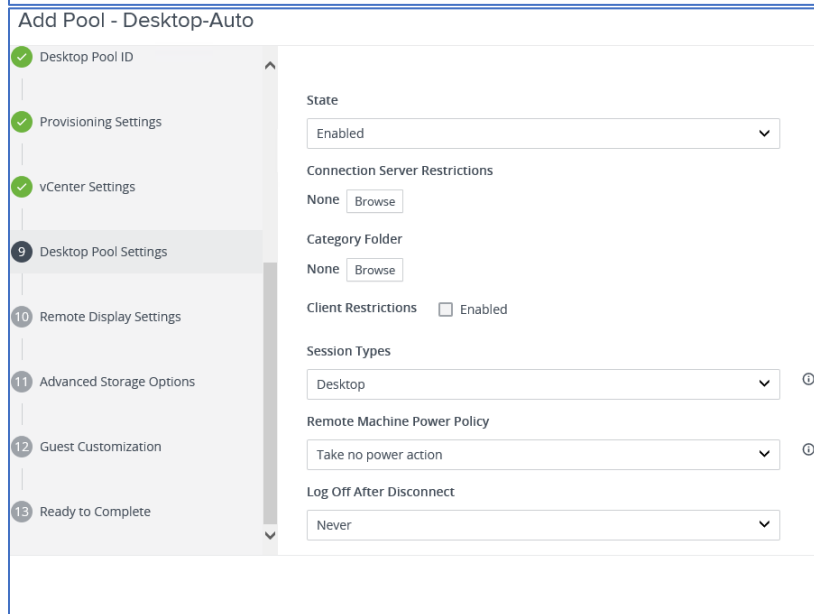 Add Pool - Desktop-Auto
Desktop Pool ID
Provisioning Settings
vCenter Settings
9 Desktop Pool Settings
10 Remote Display Settings
11 Advanced Storage Options
12 Guest Customization
13 Ready to Complete
State
Enabled
Connection Server Restrictions
None Browse
Category Folder
None Browse
Client Restrictions Enabled
Session Types
Desktop
Remote Machine Power Policy
Take no power action
Log Off After Disconnect
Never